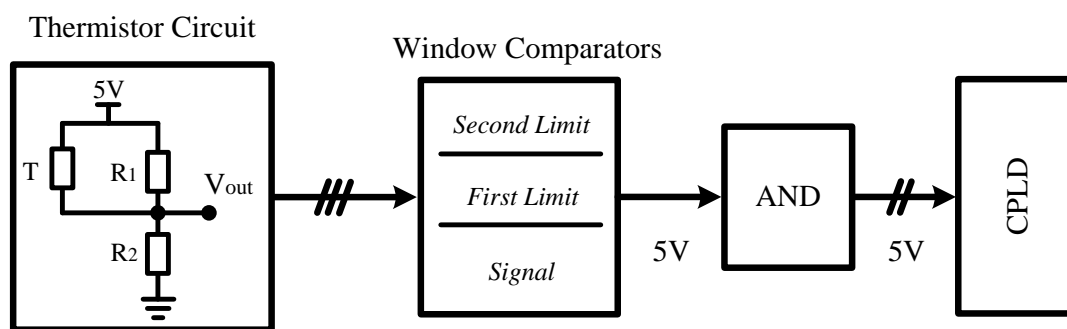 Thermistor Circuit
5V
T
R1
Vout
R2
Window Comparators
Second Limit
First Limit
Signal
5V
AND
5V
CPLD